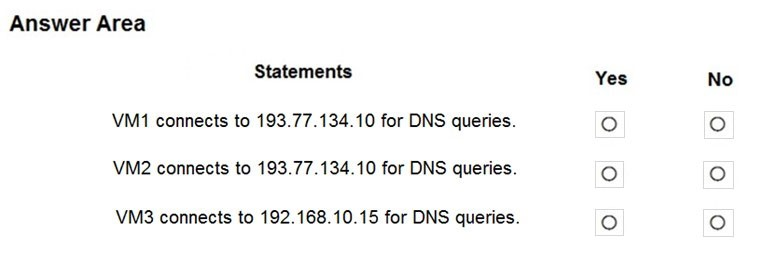 Answer Area
Statements Yes No
VM1 connects to 193.77.134.10 for DNS queries.
VM2 connects to 193.77.134.10 for DNS queries.
VM3 connects to 192.168.10.15 for DNS queries.